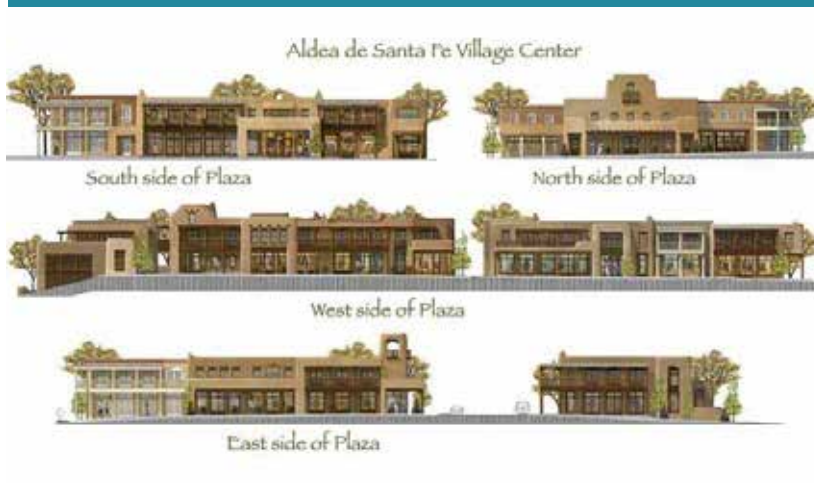 Aldea de Santa Fe Village Center
South side of Plaza
North side of Plaza
West side of Plaza
East side of Plaza